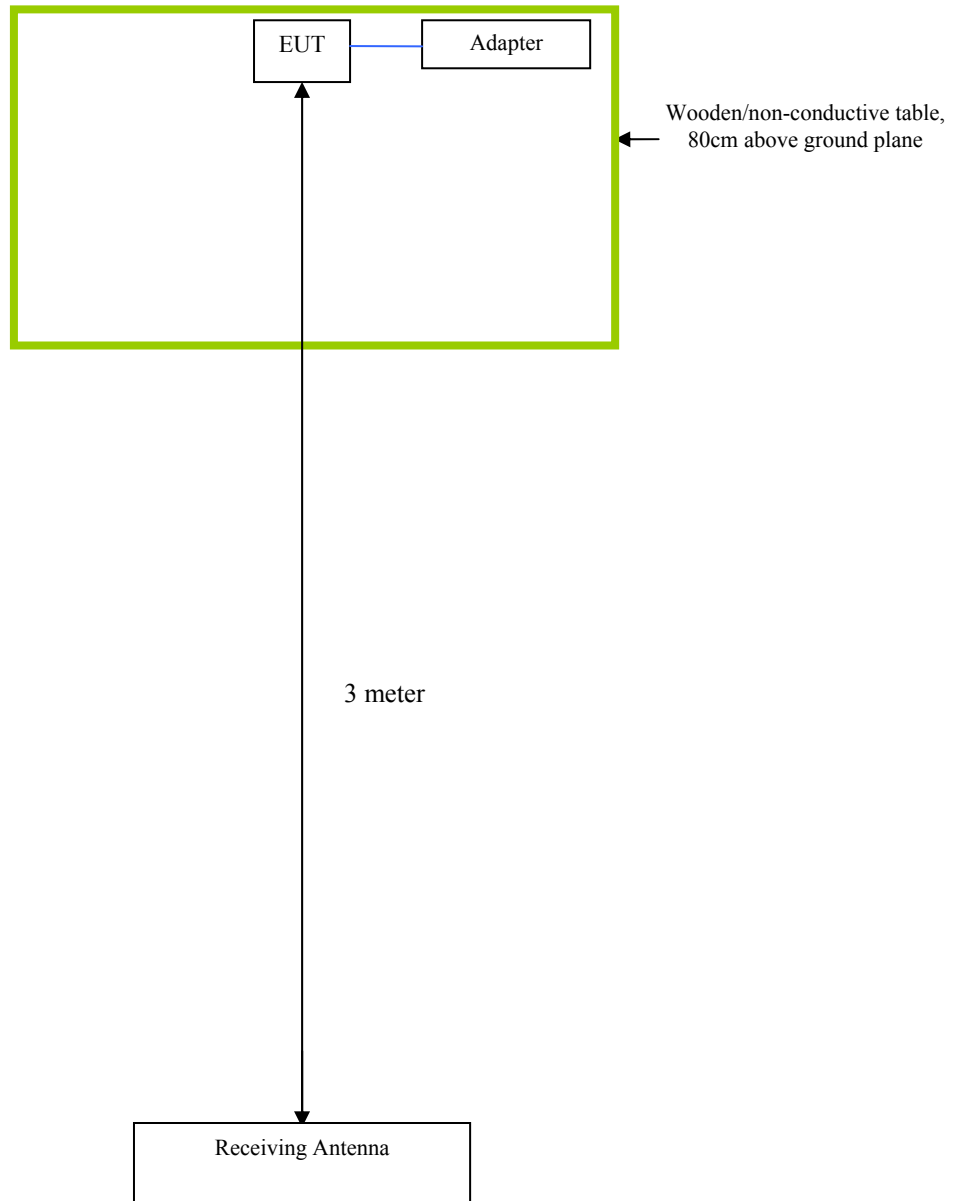 EUT
Adapter
Wooden/non-conductive table,
80cm above ground plane
3 meter
Receiving Antenna